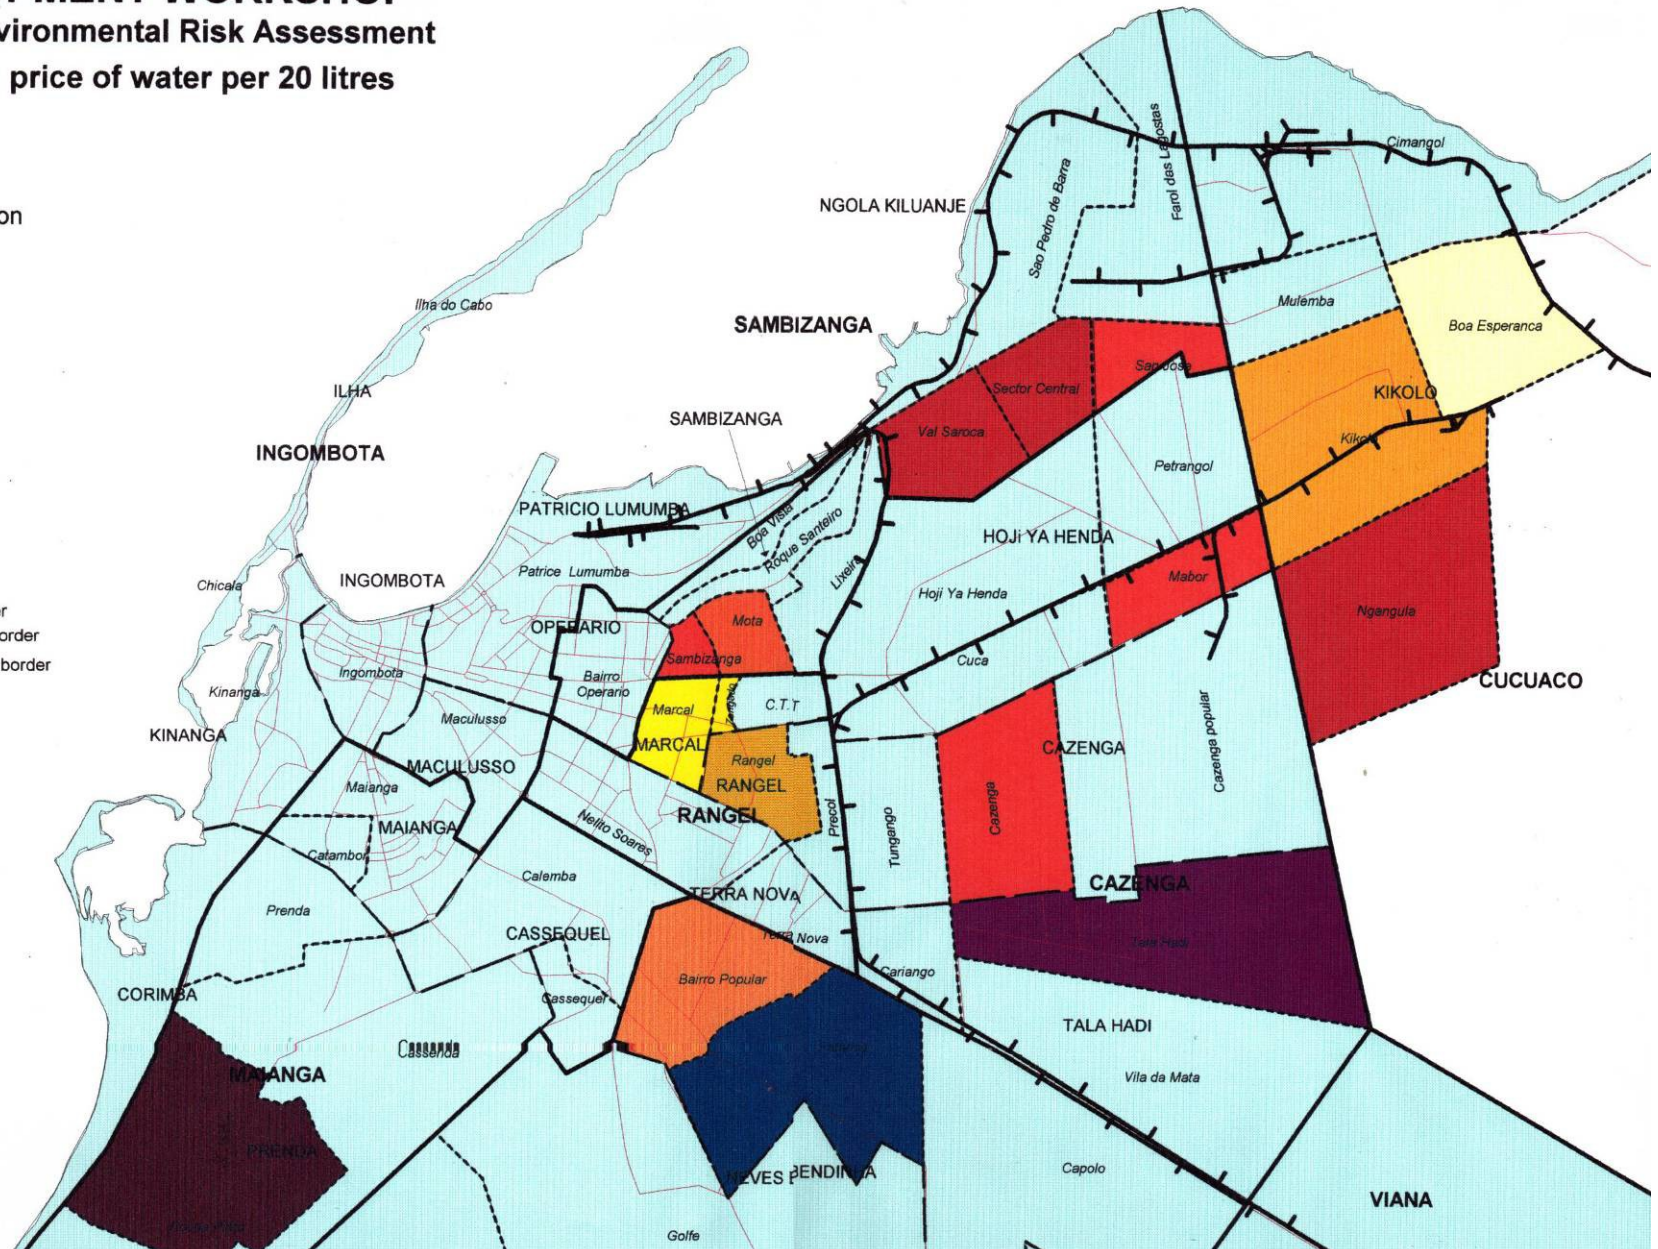 vironmental Risk Assessment
price of water per 20 litres
on
r
order
border
Cimangol
Farol das Lagostas
Sao Pedro de Barra
NGOLA KILUANJE
Mulemba
Ilha do Cabo
Boa Esperanca
SAMBIZANGA
Sector Central
ILHA
KIKOLO
SAMBIZANGA
Val Saroca
INGOMBOTA
Petrangol
PATRICIO LUMUMBA
Boa Vista
Roque Santeiro
HOJI YA HENDA
Lixeira
Patrice Lumumba
Chicala
INGOMBOTA
Mabor
Hoji Ya Henda
Ngangula
OPERARIO
Mota
Sambizanga
Cuca
Ingombota
Bairro
Operario
CUCUACO
Kinanga
Marcal
C.T.T
Maculusso
Cazenga popular
KINANGA
MARCAL
CAZENGA
Rangel
MACULUSSO
RANGEL
Maianga
Cazenga
RANGEL
Precol
MAIANGA
Nelito Soares
Tungango
Catambor
Calemba
CAZENGA
TERRA NOVA
Prenda
CASSEQUEL
Terra Nova
Tala Hadi
Bairro Popular
Cariango
CORIMBA
Cassequel
TALA HADI
Cassenda
MAIANGA
Vila da Mata
PRENDA
Capolo
NEVES BENDINHA
VIANA
Golfe